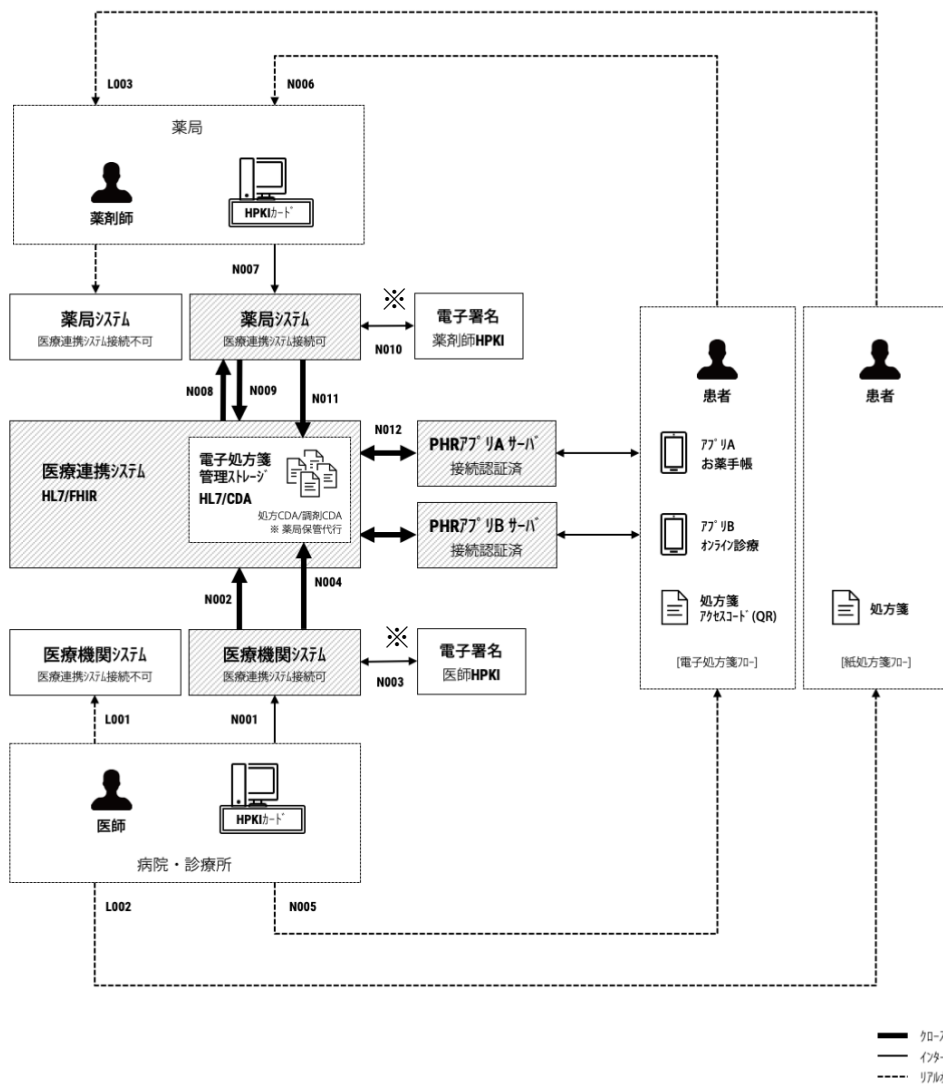 L003
N006
薬局
薬剤師
HPKIカード
N007
薬局システム
医療連携システム接続不可
薬局システム
医療連携システム接続可
※
N010
電子署名
薬剤師HPKI
N008
N009
N011
N012
医療連携システム
HL7/FHIR
電子処方箋
管理ストレージ
HL7/CDA
処方CDA/調剤CDA
※ 薬局保管代行
PHRアプリA サーバ
接続認証済
PHRアプリB サーバ
接続認証済
患者
アプリA
お薬手帳
アプリB
オンライン診療
処方箋
アクセスコード(QR)
[電子処方箋フロー]
患者
処方箋
[紙処方箋フロー]
N002
N004
医療機関システム
医療連携システム接続不可
医療機関システム
医療連携システム接続可
※
N003
電子署名
医師HPKI
L001
N001
医師
HPKIカード
病院・診療所
L002
N005
クローズ
インター
リアル